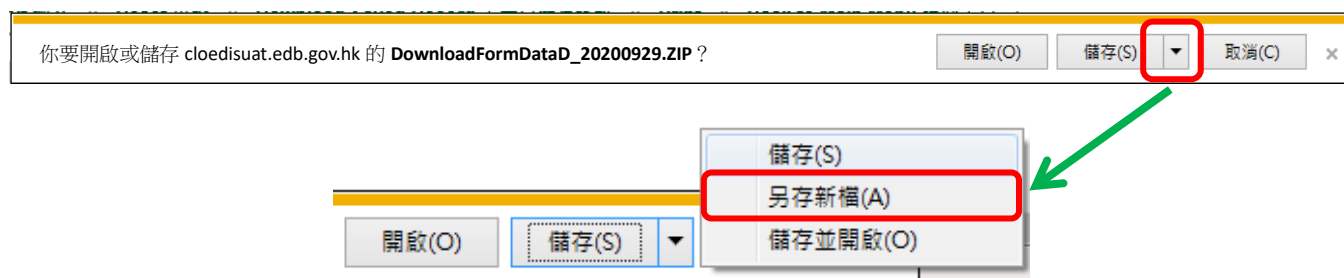 你要開啟或儲存 cloedisuat.edb.gov.hk 的 DownloadFormDataD_20200929.ZIP？ 開啟(O) 儲存(S) 取消(C) ×
儲存(S)
另存新檔(A)
開啟(O) 儲存(S) 儲存並開啟(O)